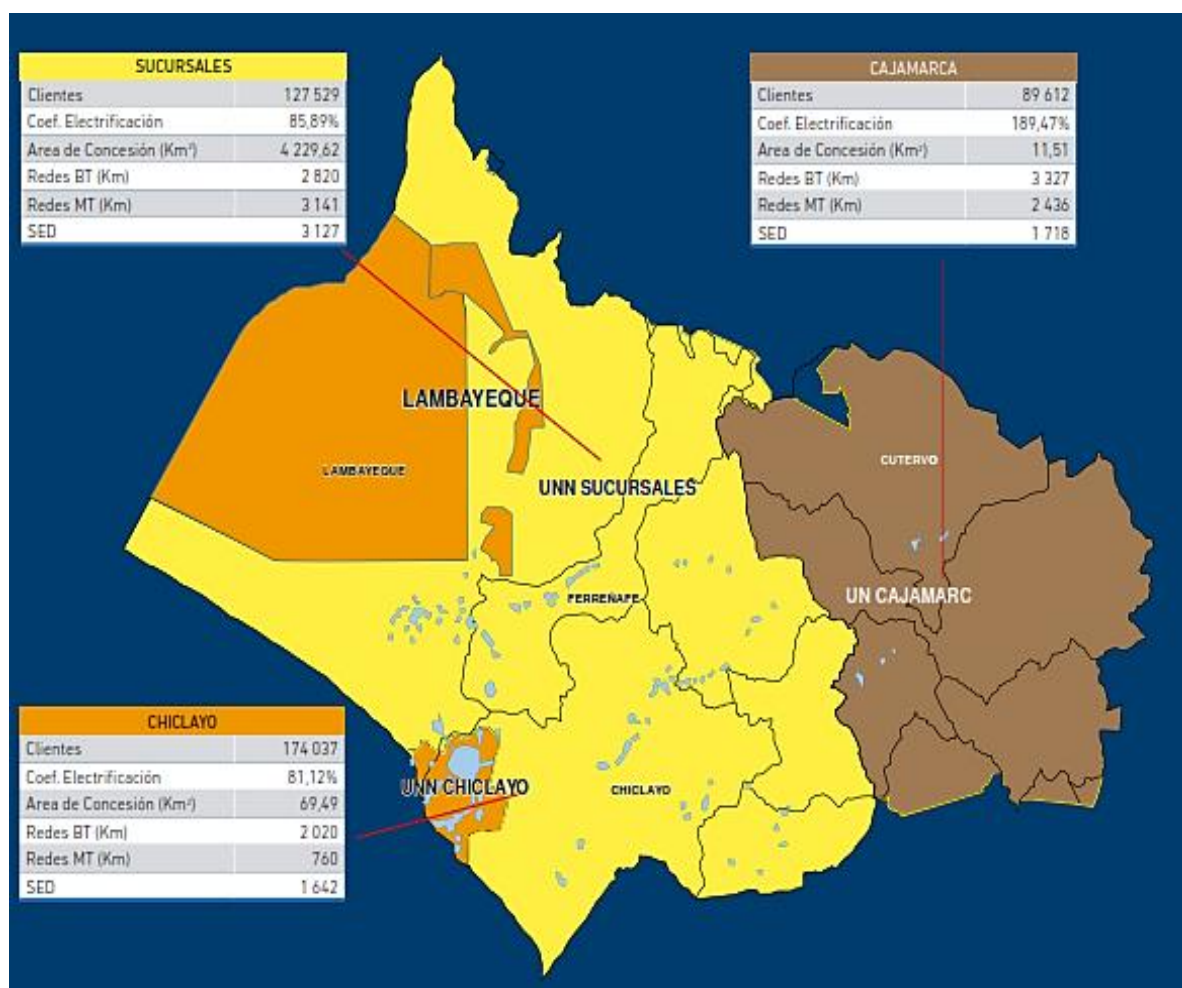 SUCURSALES
Clientes 127 529
Coef. Electrificación 85,89%
Area de Concesión (Km²) 4 229,62
Redes BT (Km) 2 820
Redes MT (Km) 3 141
SED 3 127
CAJAMARCA
Clientes 89 612
Coef. Electrificación 189,47%
Area de Concesión (Km²) 11,51
Redes BT (Km) 3 327
Redes MT (Km) 2 436
SED 1 718
LAMBAYEQUE
LAMBAYEQUE
CUTERVO
UNN SUCURSALES
FERREÑAFE
UN CAJAMARC
CHICLAYO
Clientes 174 037
Coef. Electrificación 81,12%
Area de Concesión (Km²) 69,49
Redes BT (Km) 2 020
Redes MT (Km) 760
SED 1 642
UNN CHICLAYO
CHICLAYO